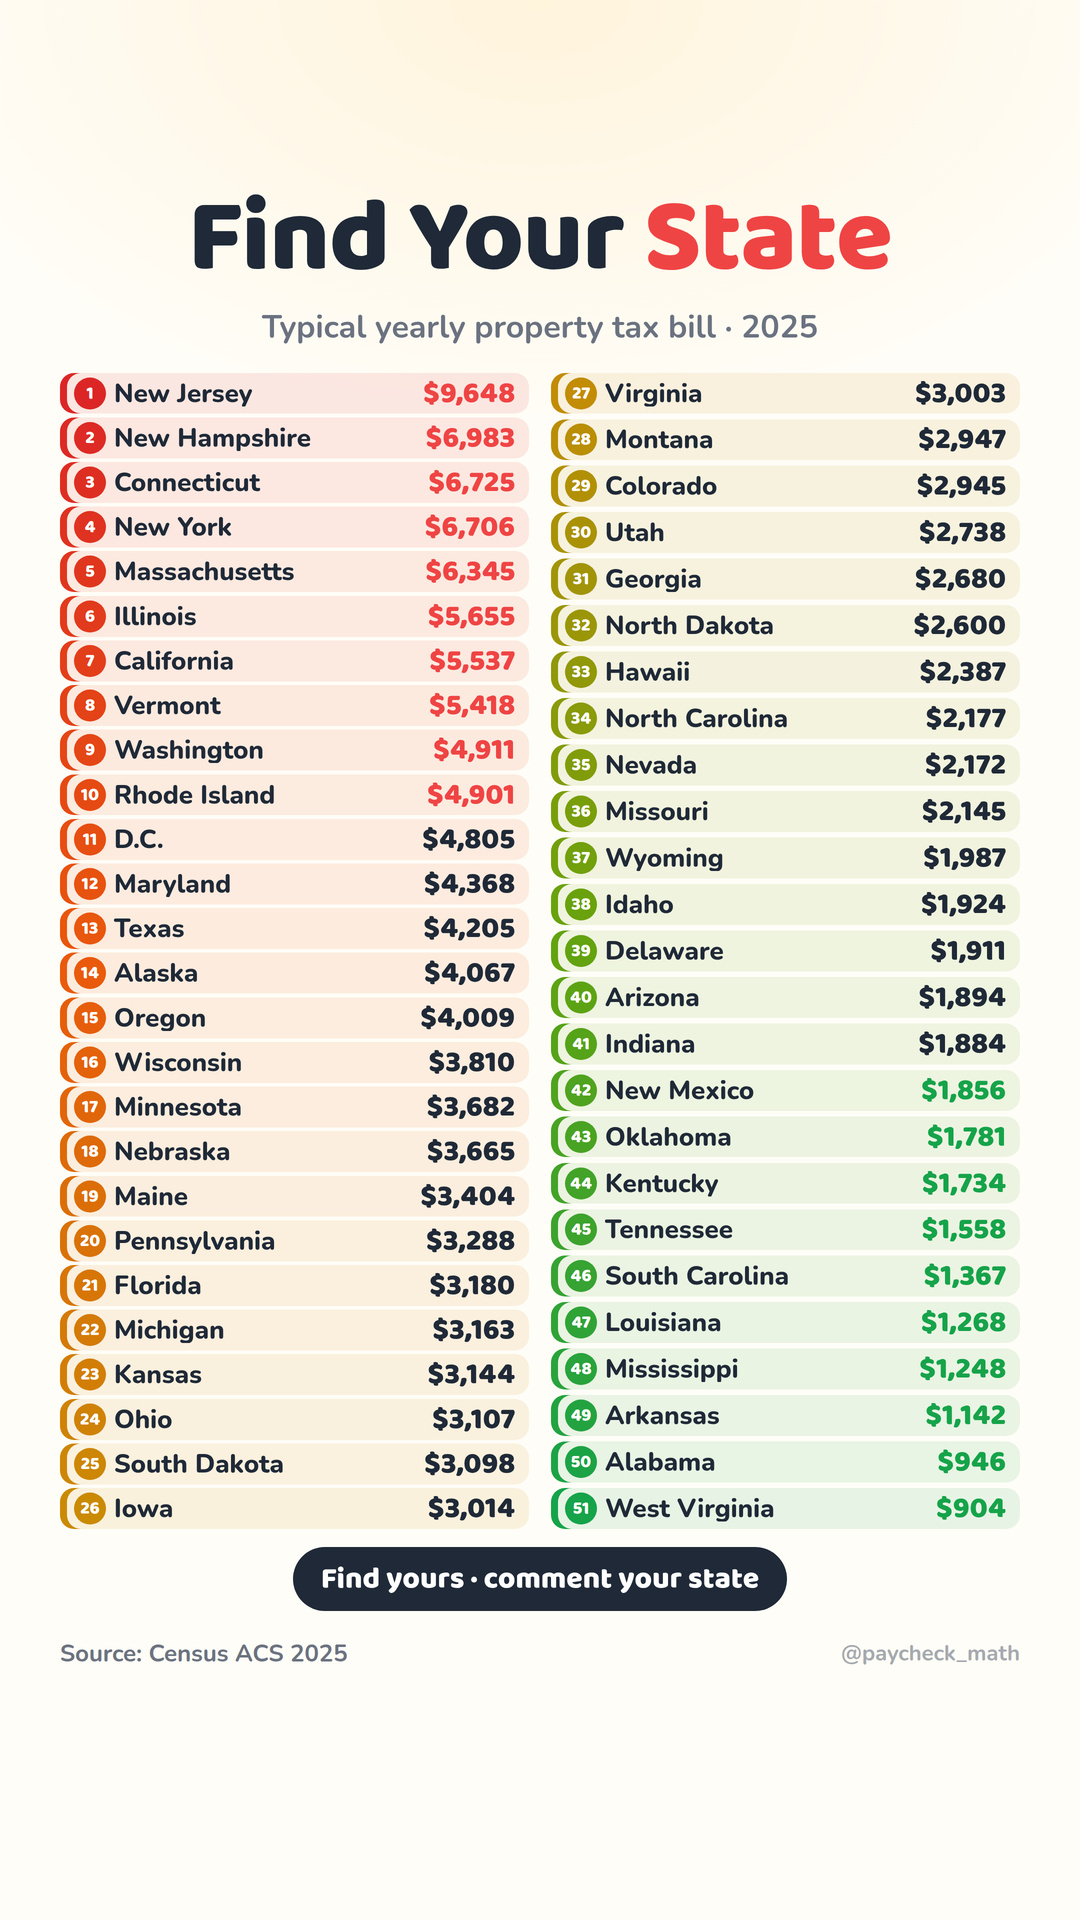 Find Your State
Typical yearly property tax bill · 2025
1 New Jersey $9,648
2 New Hampshire $6,983
3 Connecticut $6,725
4 New York $6,706
5 Massachusetts $6,345
6 Illinois $5,655
7 California $5,537
8 Vermont $5,418
9 Washington $4,911
10 Rhode Island $4,901
11 D.C. $4,805
12 Maryland $4,368
13 Texas $4,205
14 Alaska $4,067
15 Oregon $4,009
16 Wisconsin $3,810
17 Minnesota $3,682
18 Nebraska $3,665
19 Maine $3,404
20 Pennsylvania $3,288
21 Florida $3,180
22 Michigan $3,163
23 Kansas $3,144
24 Ohio $3,107
25 South Dakota $3,098
26 Iowa $3,014
27 Virginia $3,003
28 Montana $2,947
29 Colorado $2,945
30 Utah $2,738
31 Georgia $2,680
32 North Dakota $2,600
33 Hawaii $2,387
34 North Carolina $2,177
35 Nevada $2,172
36 Missouri $2,145
37 Wyoming $1,987
38 Idaho $1,924
39 Delaware $1,911
40 Arizona $1,894
41 Indiana $1,884
42 New Mexico $1,856
43 Oklahoma $1,781
44 Kentucky $1,734
45 Tennessee $1,558
46 South Carolina $1,367
47 Louisiana $1,268
48 Mississippi $1,248
49 Arkansas $1,142
50 Alabama $946
51 West Virginia $904
Find yours · comment your state
Source: Census ACS 2025
@paycheck_math